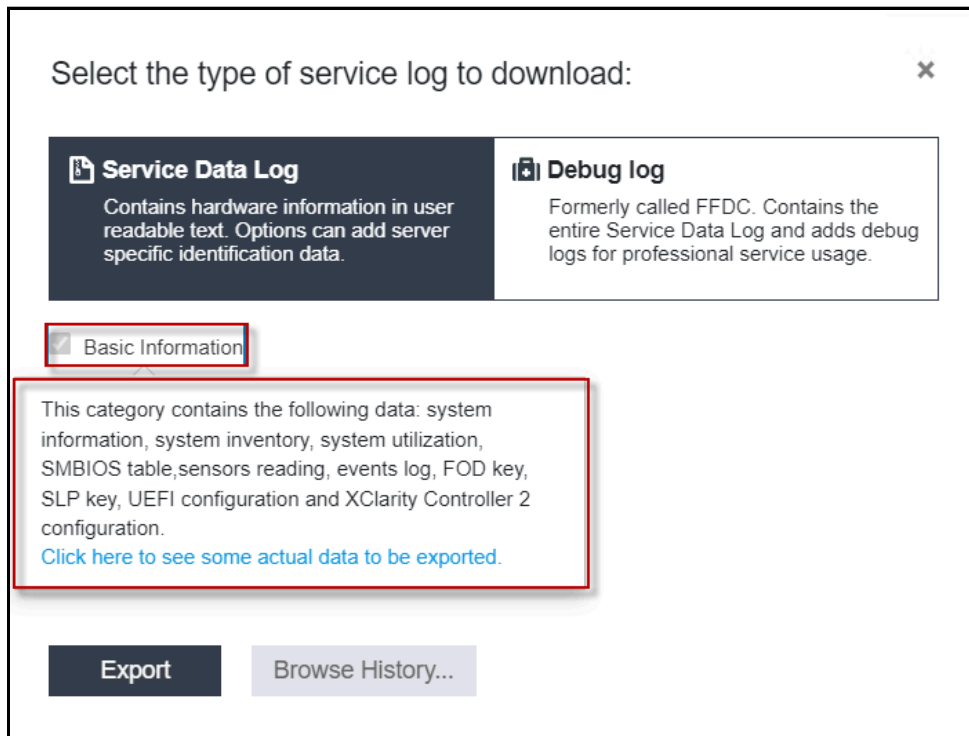 Select the type of service log to download:
Service Data Log
Contains hardware information in user
readable text. Options can add server
specific identification data.
Debug log
Formerly called FFDC. Contains the
entire Service Data Log and adds debug
logs for professional service usage.
Basic Information
This category contains the following data: system
information, system inventory, system utilization,
SMBIOS table,sensors reading, events log, FOD key,
SLP key, UEFI configuration and XClarity Controller 2
configuration.
Click here to see some actual data to be exported.
Export
Browse History...